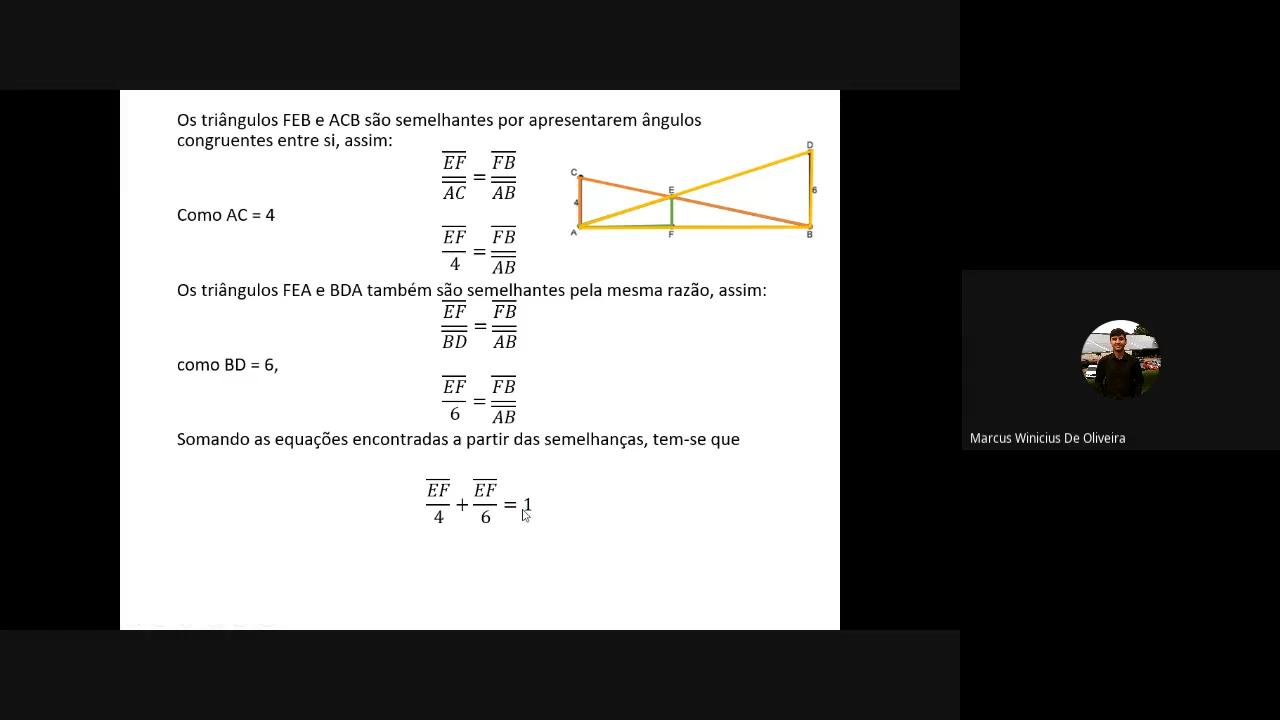 Os triângulos FEB e ACB são semelhantes por apresentarem ângulos
congruentes entre si, assim:
EF/AC = FB/AB
Como AC = 4
EF/4 = FB/AB
Os triângulos FEA e BDA também são semelhantes pela mesma razão, assim:
EF/BD = FB/AB
como BD = 6,
EF/6 = FB/AB
Somando as equações encontradas a partir das semelhanças, tem-se que
EF/4 + EF/6 = 1
D
C
E
6
4
A
F
B
Marcus Winicius De Oliveira